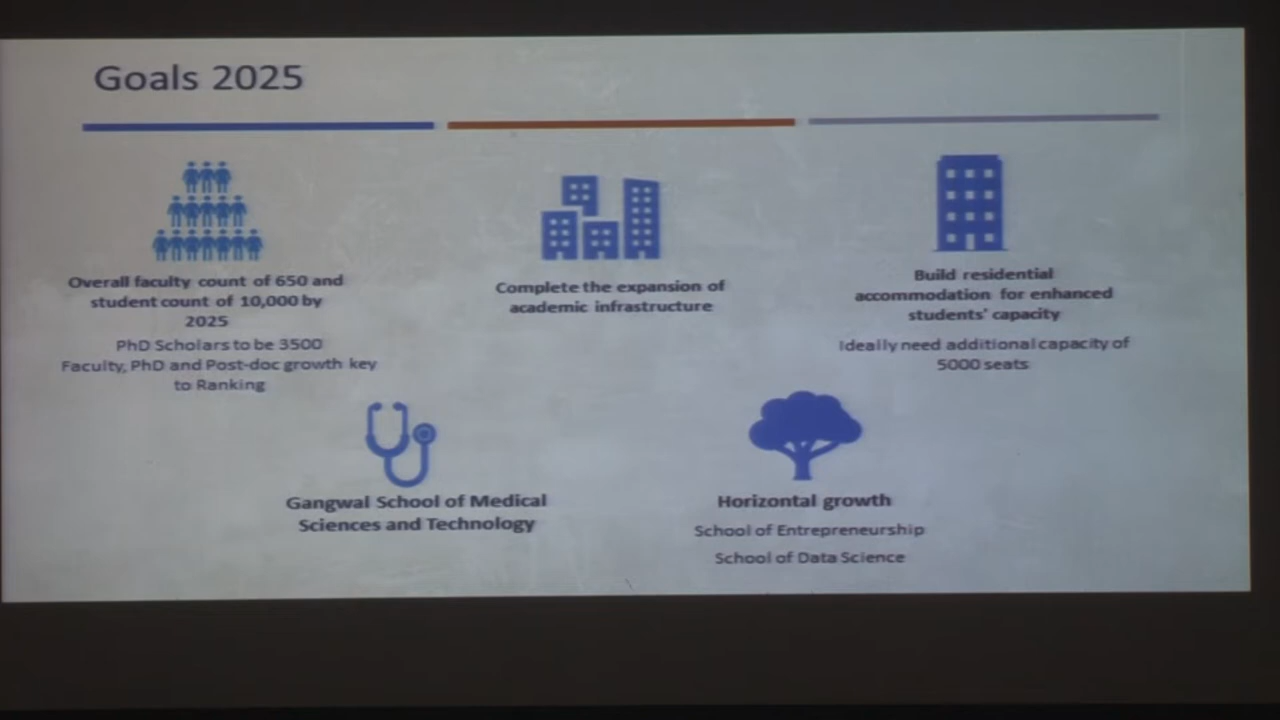 Goals 2025
Overall faculty count of 650 and
student count of 10,000 by
2025
PhD Scholars to be 3500
Faculty, PhD and Post-doc growth key
to Ranking
Complete the expansion of
academic infrastructure
Build residential
accommodation for enhanced
students' capacity
Ideally need additional capacity of
5000 seats
Gangwal School of Medical
Sciences and Technology
Horizontal growth
School of Entrepreneurship
School of Data Science